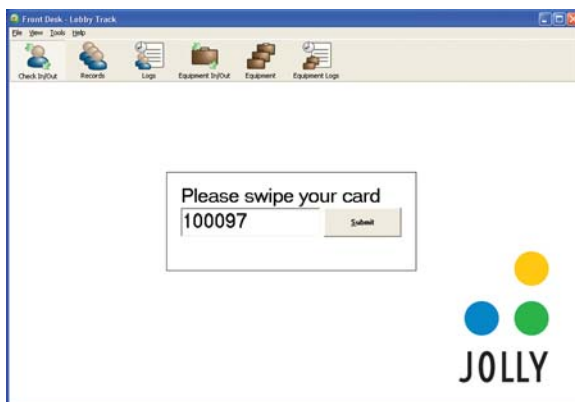 Front Desk - Lobby Track
File View Tools Help
Check In/Out Records Logs Equipment In/Out Equipment Equipment Logs
Please swipe your card
100097 Submit
JOLLY